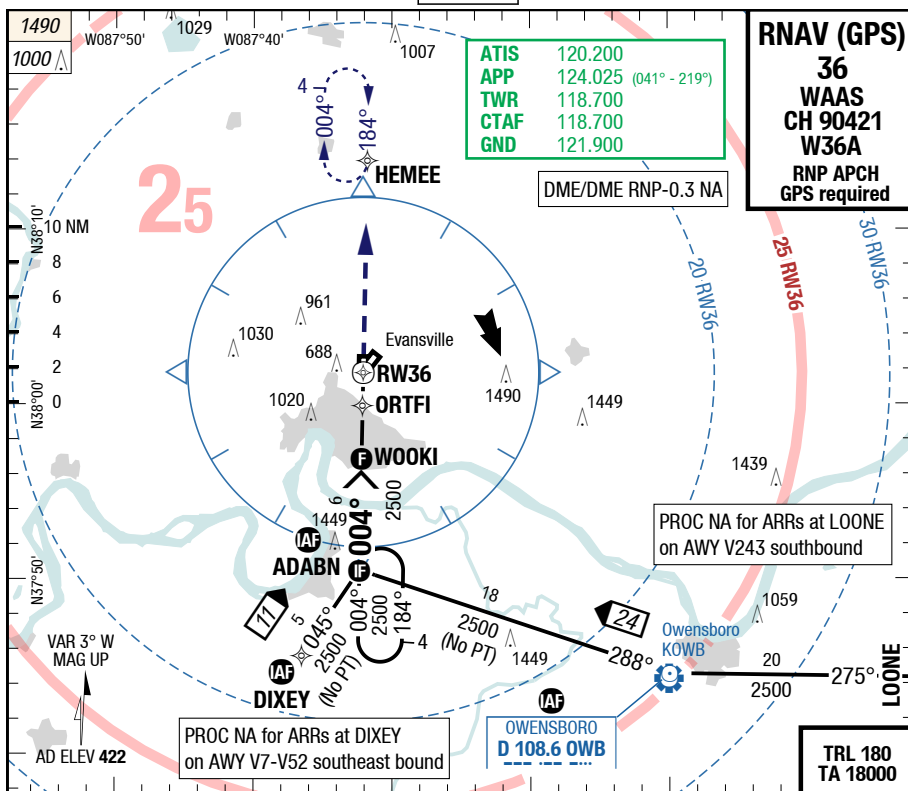 1490
1000
W087°50'
1029
W087°40'
1007
ATIS 120.200
APP 124.025 (041° - 219°)
TWR 118.700
CTAF 118.700
GND 121.900
RNAV (GPS)
36
WAAS
CH 90421
W36A
RNP APCH
GPS required
DME/DME RNP-0.3 NA
4
004°
184°
HEMEE
25
N38°10'
10 NM
8
6
4
2
0
N38°00'
N37°50'
20 RW36
25 RW36
30 RW36
961
1030
688
Evansville
RW36
1020
ORTFI
1490
1449
F WOOKI
1439
6
2500
1449
004°
IAF
ADABN
IF
PROC NA for ARRs at LOONE
on AWY V243 southbound
11
5
045°
2500
(No PT)
004°
2500
184°
4
18
2500
(No PT)
24
1449
288°
1059
Owensboro
KOWB
20
2500
275°
LOONE
VAR 3° W
MAG UP
AD ELEV 422
IAF
DIXEY
IAF
OWENSBORO
D 108.6 OWB
PROC NA for ARRs at DIXEY
on AWY V7-V52 southeast bound
TRL 180
TA 18000